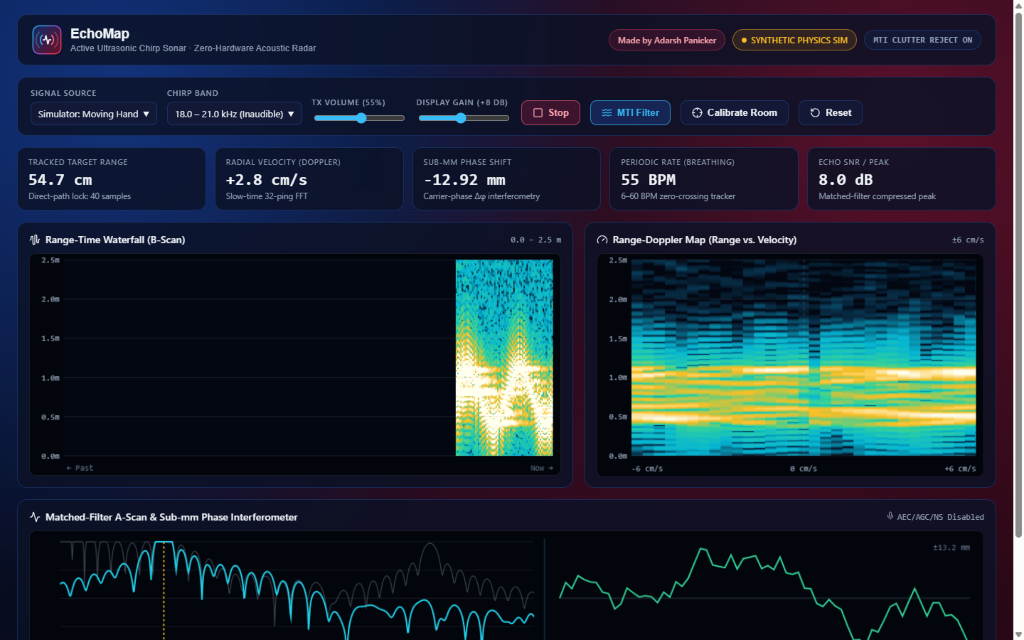 EchoMap
Active Ultrasonic Chirp Sonar · Zero-Hardware Acoustic Radar
Made by Adarsh Panicker
SYNTHETIC PHYSICS SIM
MTI CLUTTER REJECT ON
SIGNAL SOURCE
Simulator: Moving Hand
CHIRP BAND
18.0 – 21.0 kHz (Inaudible)
TX VOLUME (55%)
DISPLAY GAIN (+8 DB)
Stop
MTI Filter
Calibrate Room
Reset
TRACKED TARGET RANGE
54.7 cm
Direct-path lock: 40 samples
RADIAL VELOCITY (DOPPLER)
+2.8 cm/s
Slow-time 32-ping FFT
SUB-MM PHASE SHIFT
-12.92 mm
Carrier-phase Δφ interferometry
PERIODIC RATE (BREATHING)
55 BPM
6–60 BPM zero-crossing tracker
ECHO SNR / PEAK
8.0 dB
Matched-filter compressed peak
Range-Time Waterfall (B-Scan)
0.0 - 2.5 m
2.5m
2.0m
1.5m
1.0m
0.5m
0.0m
← Past
Now →
Range-Doppler Map (Range vs. Velocity)
±6 cm/s
2.5m
2.0m
1.5m
1.0m
0.5m
0.0m
-6 cm/s
0 cm/s
+6 cm/s
Matched-Filter A-Scan & Sub-mm Phase Interferometer
AEC/AGC/NS Disabled
±13.2 mm